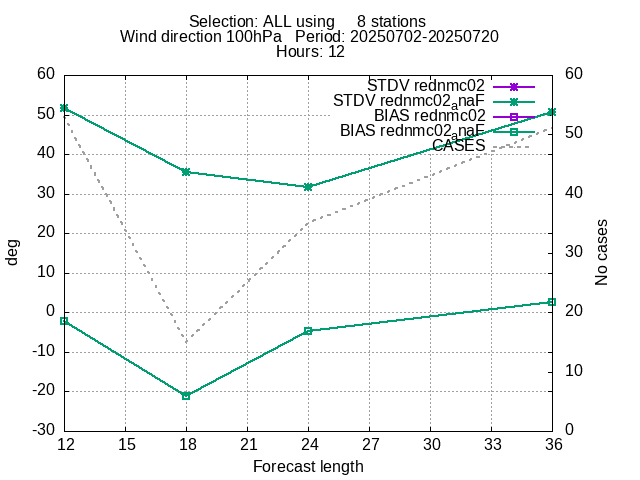 Selection: ALL using     8 stations
Wind direction 100hPa   Period: 20250702-20250720
Hours: 12
60
50
40
30
20
10
0
-10
-20
-30
deg
STDV rednmc02
STDV rednmc02anaF
BIAS rednmc02
BIAS rednmc02anaF
CASES
60
50
40
30
20
10
0
No cases
12 15 18 21 24 27 30 33 36
Forecast length